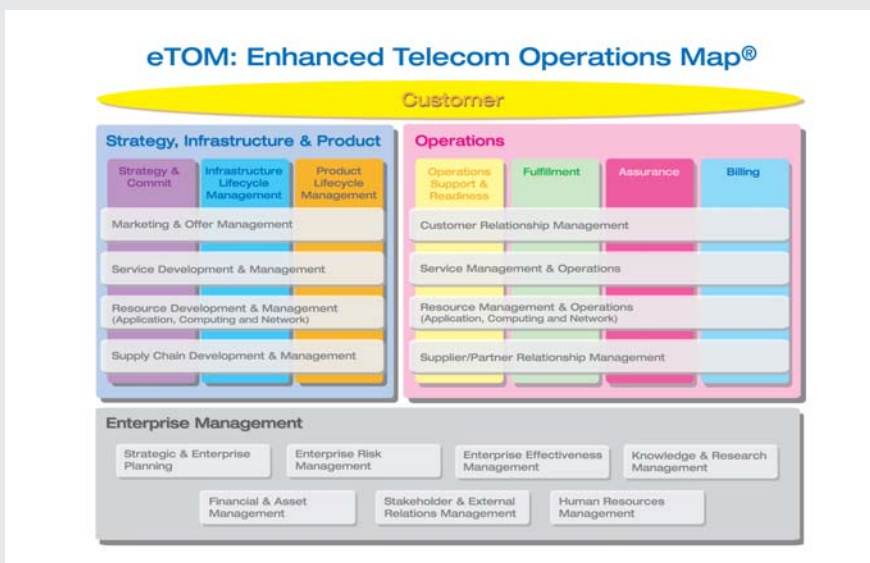 eTOM: Enhanced Telecom Operations Map®
Customer
Strategy, Infrastructure & Product
Strategy &
Commit
Infrastructure
Lifecycle
Management
Product
Lifecycle
Management
Marketing & Offer Management
Service Development & Management
Resource Development & Management
(Application, Computing and Network)
Supply Chain Development & Management
Operations
Operations
Support &
Readiness
Fulfillment
Assurance
Billing
Customer Relationship Management
Service Management & Operations
Resource Management & Operations
(Application, Computing and Network)
Supplier/Partner Relationship Management
Enterprise Management
Strategic & Enterprise
Planning
Enterprise Risk
Management
Enterprise Effectiveness
Management
Knowledge & Research
Management
Financial & Asset
Management
Stakeholder & External
Relations Management
Human Resources
Management